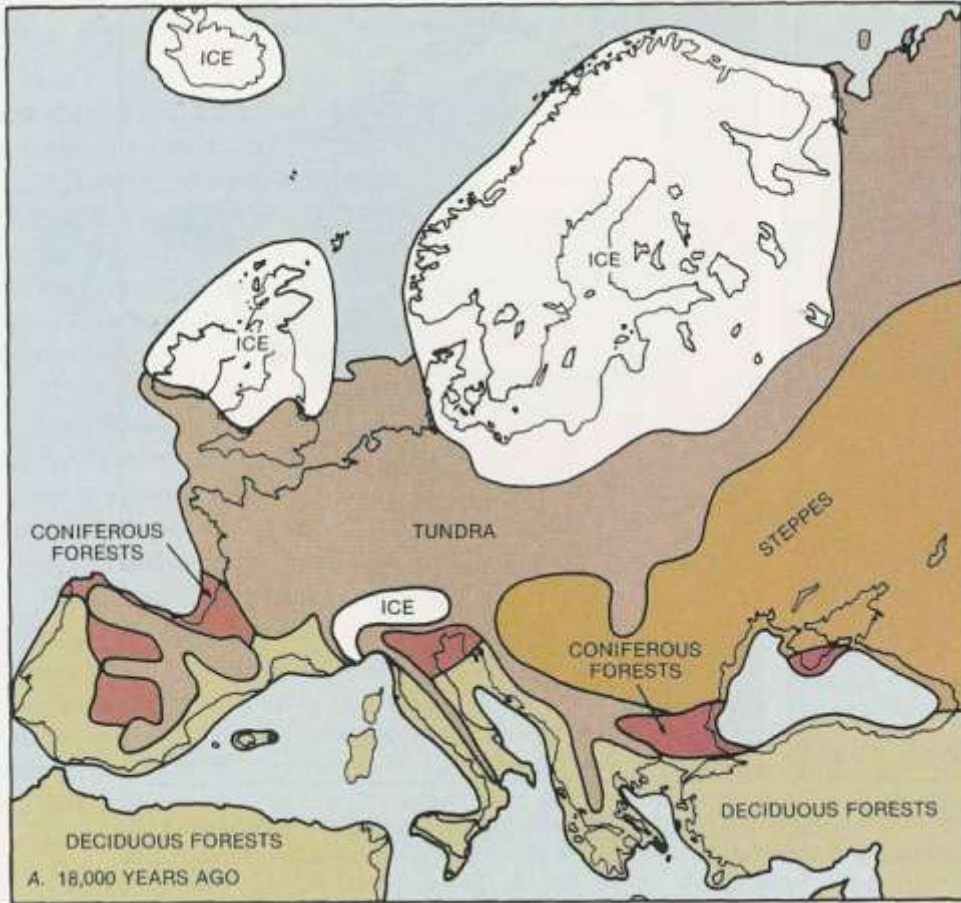 ICE
ICE
ICE
CONIFEROUS
FORESTS
TUNDRA
STEPPES
ICE
CONIFEROUS
FORESTS
DECIDUOUS FORESTS
DECIDUOUS FORESTS
A. 18,000 YEARS AGO